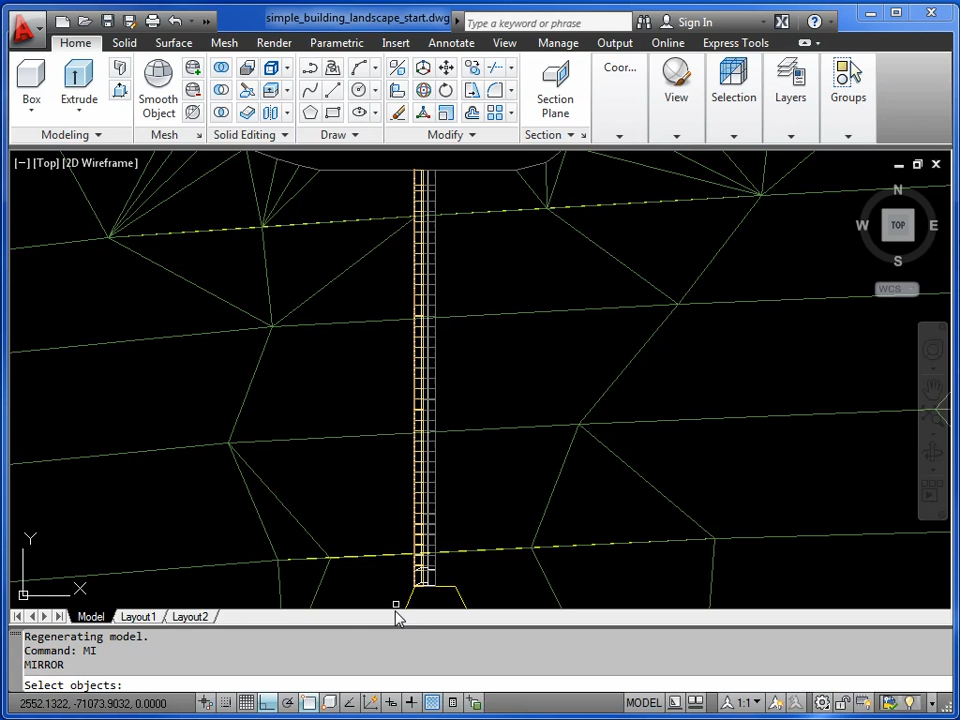 simple_building_landscape_start.dwg
Type a keyword or phrase
Sign In
Home Solid Surface Mesh Render Parametric Insert Annotate View Manage Output Online Express Tools
Box
Extrude
Smooth
Object
Section
Plane
Coor...
View
Selection
Layers
Groups
Modeling
Mesh
Solid Editing
Draw
Modify
Section
[−] [Top] [2D Wireframe]
N
W
TOP
E
S
WCS
Y
X
Model Layout1 Layout2
Regenerating model.
Command: MI
MIRROR
Select objects:
2552.1322, -71073.9032, 0.0000
MODEL
1:1